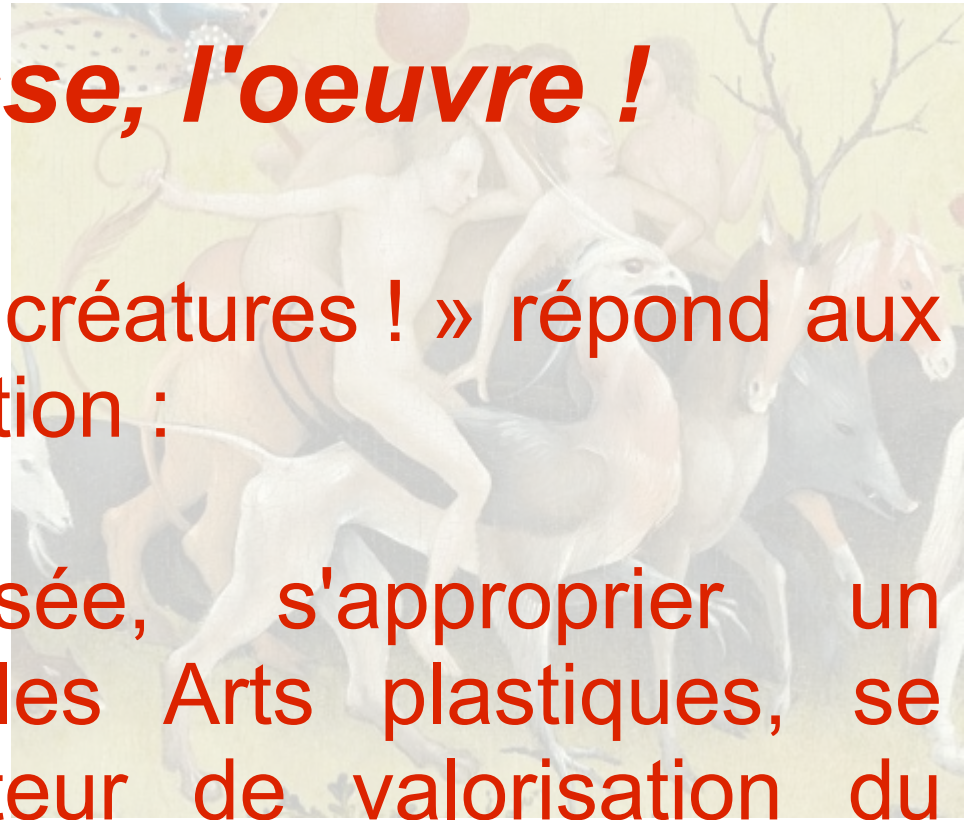 se, l'oeuvre !
créatures ! » répond aux
tion :
sée, s'approprier un
les Arts plastiques, se
teur de valorisation du